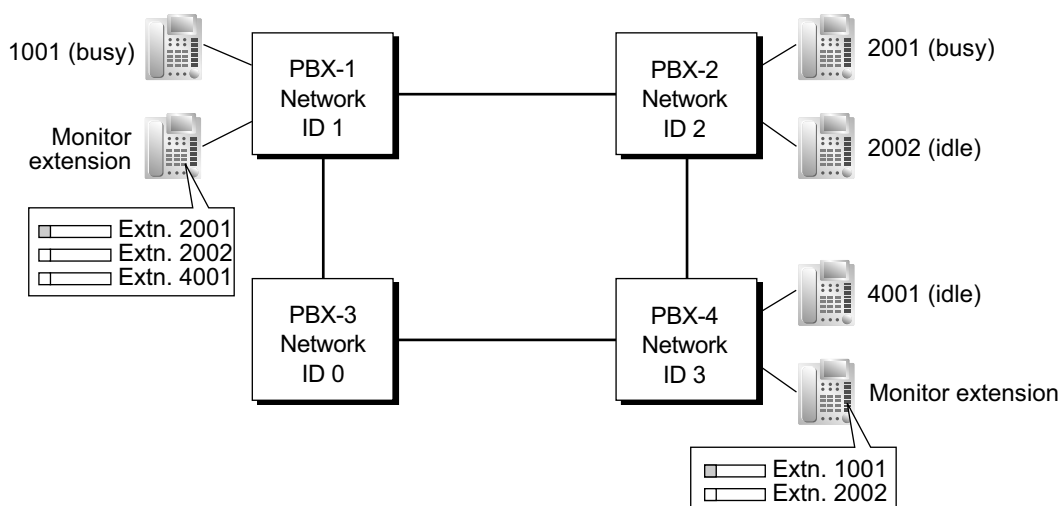 1001 (busy)
PBX-1
Network
ID 1
Monitor
extension
Extn. 2001
Extn. 2002
Extn. 4001
PBX-2
Network
ID 2
2001 (busy)
2002 (idle)
PBX-3
Network
ID 0
PBX-4
Network
ID 3
4001 (idle)
Monitor extension
Extn. 1001
Extn. 2002